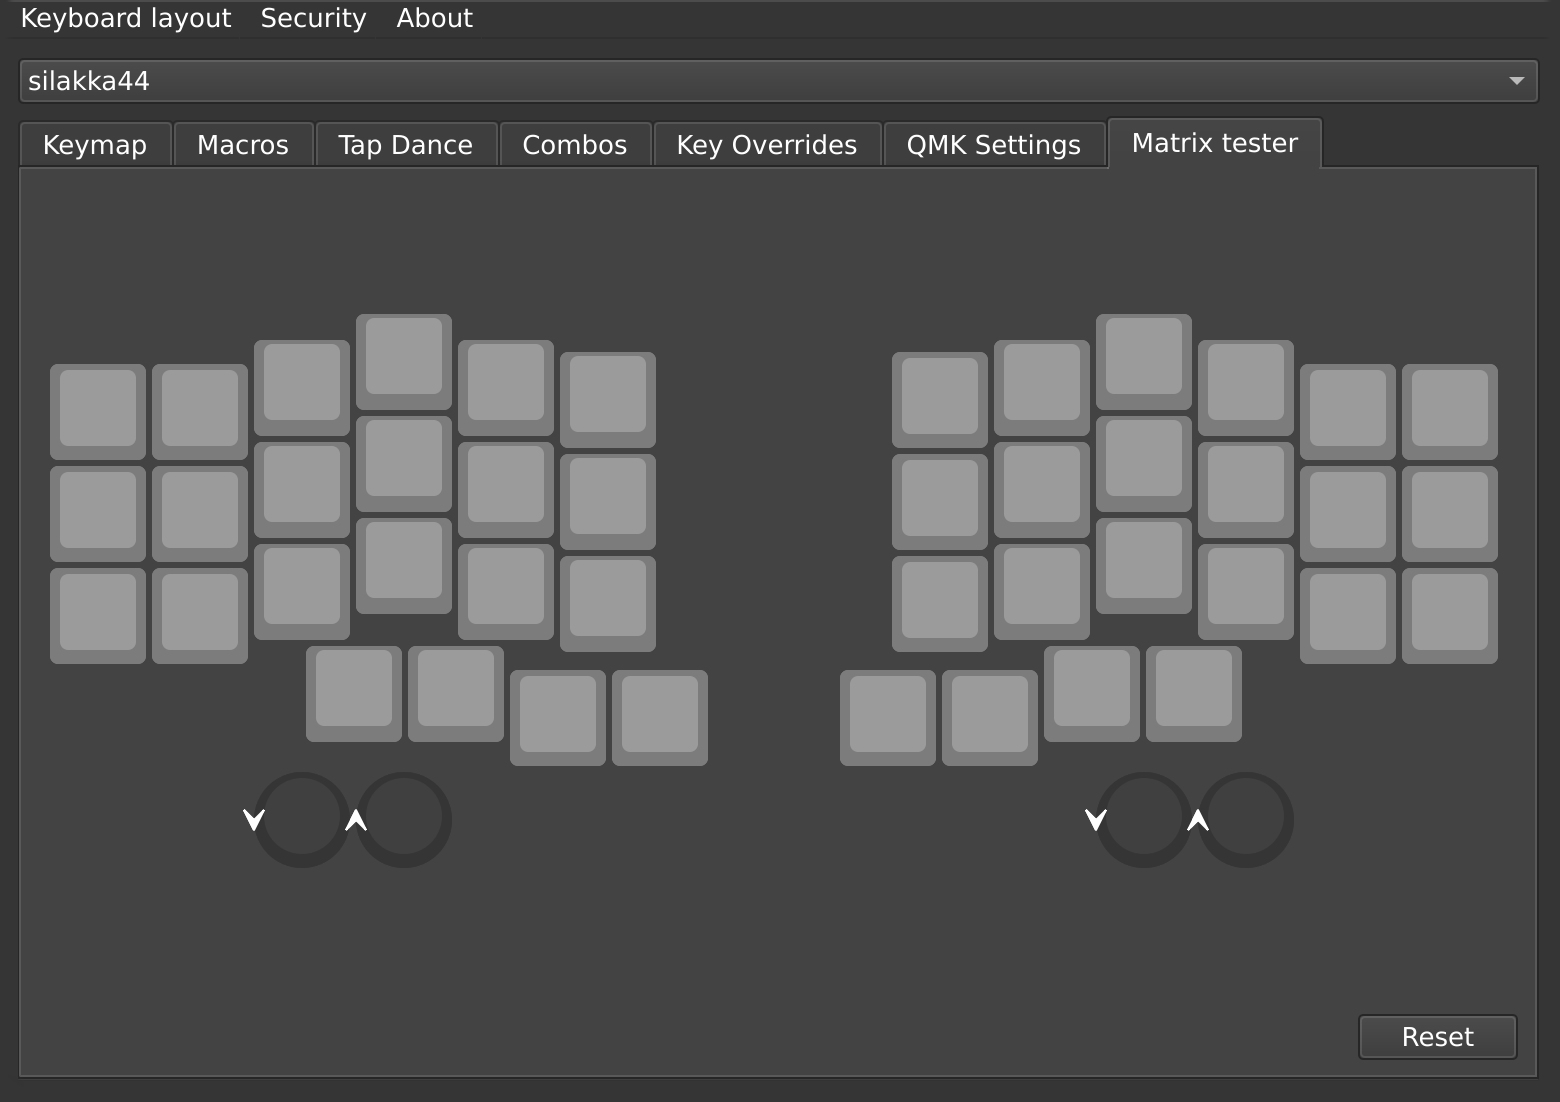 Keyboard layout Security About
silakka44
Keymap Macros Tap Dance Combos Key Overrides QMK Settings Matrix tester
Reset